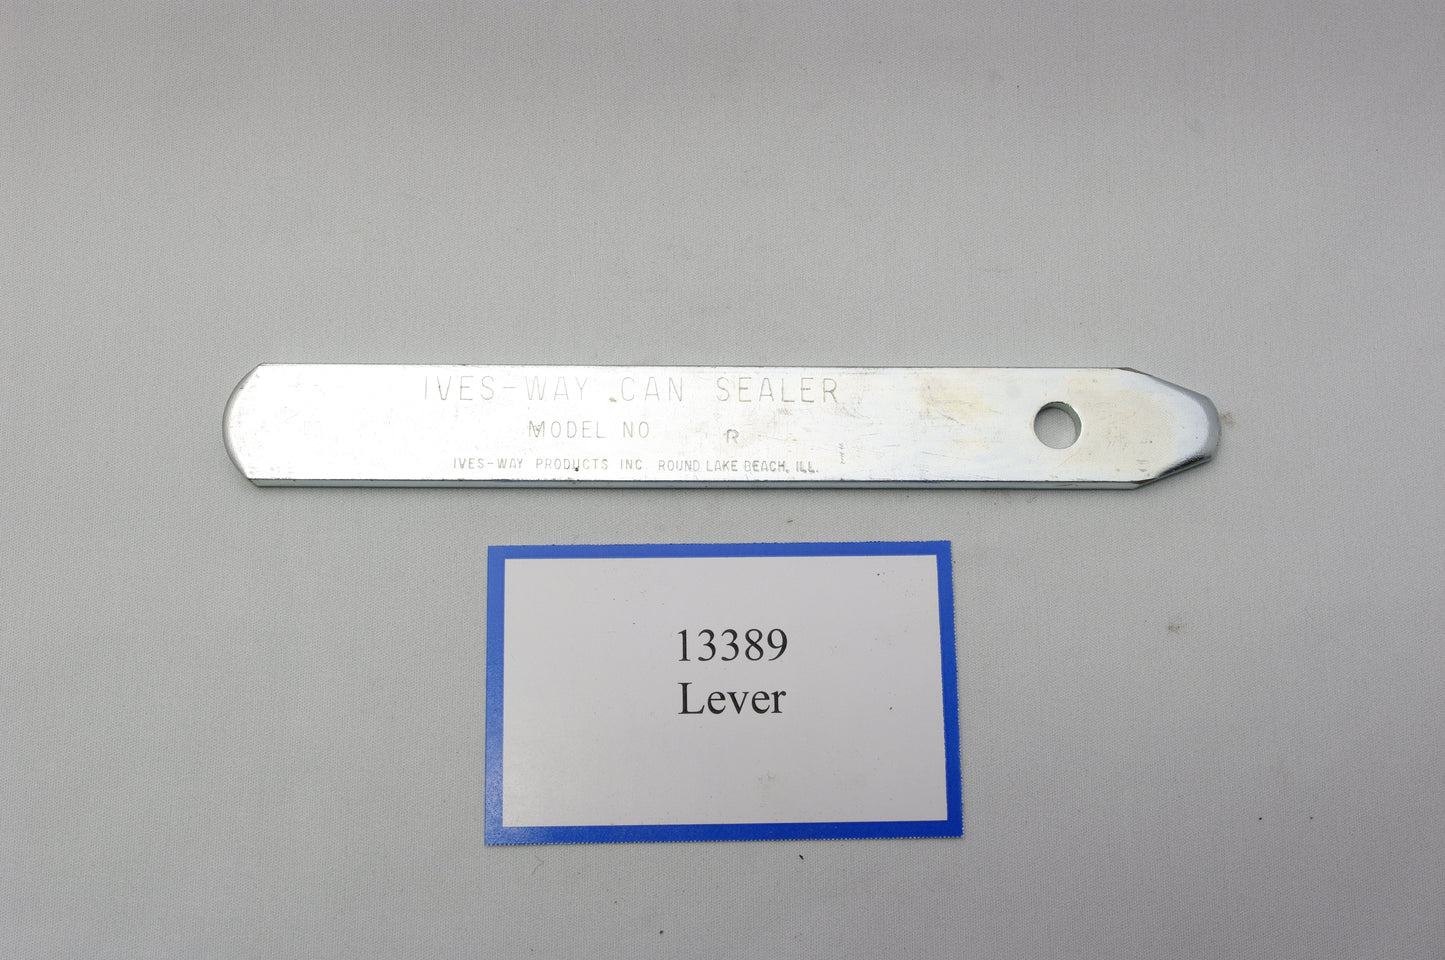 IVES-WAY CAN SEALER
MODEL NO R
IVES-WAY PRODUCTS INC. ROUND LAKE BEACH, ILL.
13389
Lever